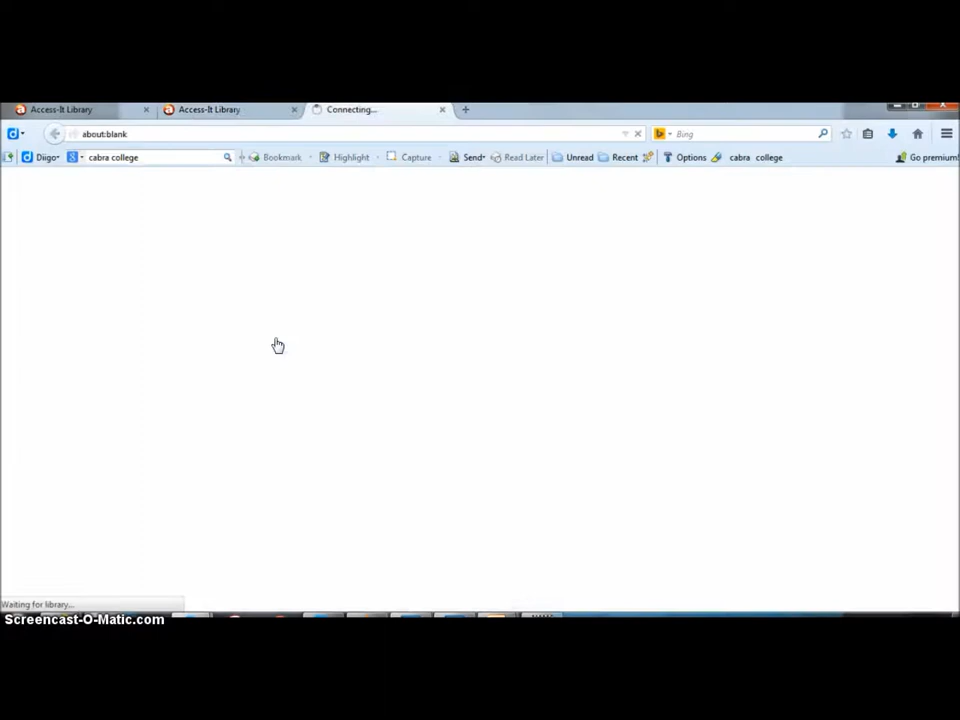 Access-It Library Access-It Library Connecting...
about:blank Bing
Diigo cabra college Bookmark Highlight Capture Send Read Later Unread Recent Options cabra college Go premium!
Waiting for library...
Screencast-O-Matic.com